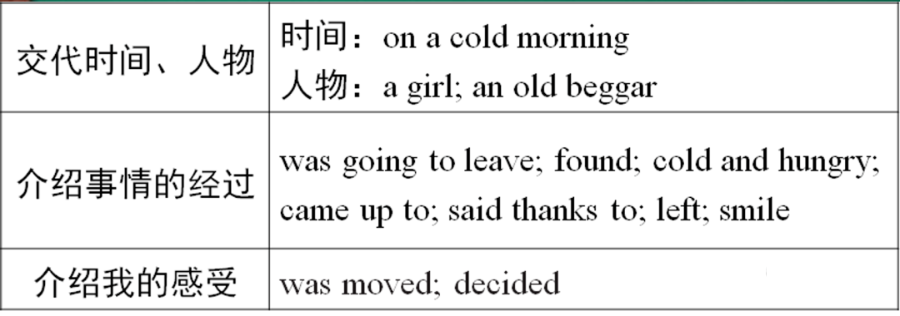 交代时间、人物
时间：on a cold morning
人物：a girl; an old beggar
介绍事情的经过
was going to leave; found; cold and hungry;
came up to; said thanks to; left; smile
介绍我的感受
was moved; decided